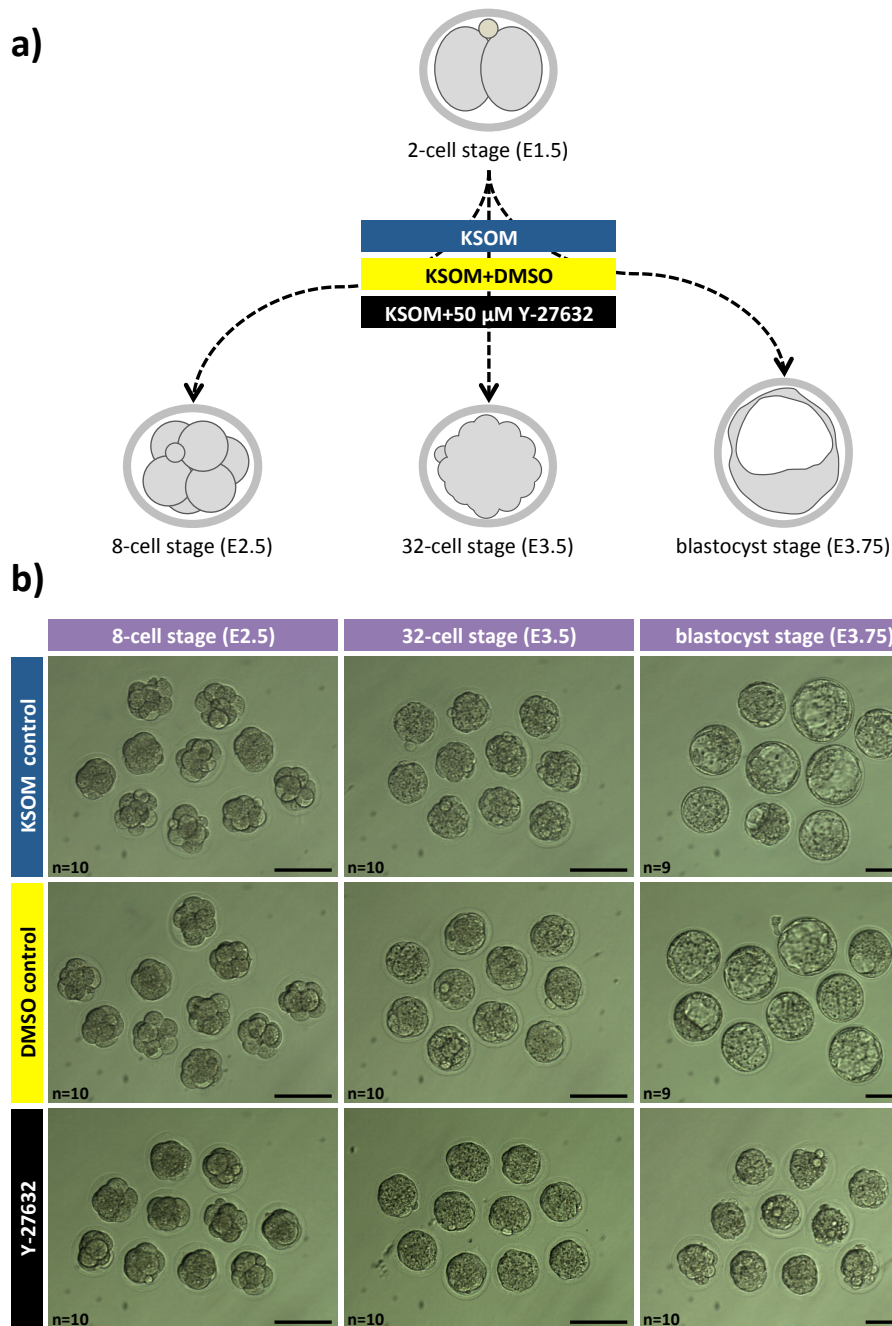 a)
2-cell stage (E1.5)
KSOM
KSOM+DMSO
KSOM+50 µM Y-27632
8-cell stage (E2.5)
32-cell stage (E3.5)
blastocyst stage (E3.75)
b)
8-cell stage (E2.5)
32-cell stage (E3.5)
blastocyst stage (E3.75)
KSOM control
n=10
n=10
n=9
DMSO control
n=10
n=10
n=9
Y-27632
n=10
n=10
n=10